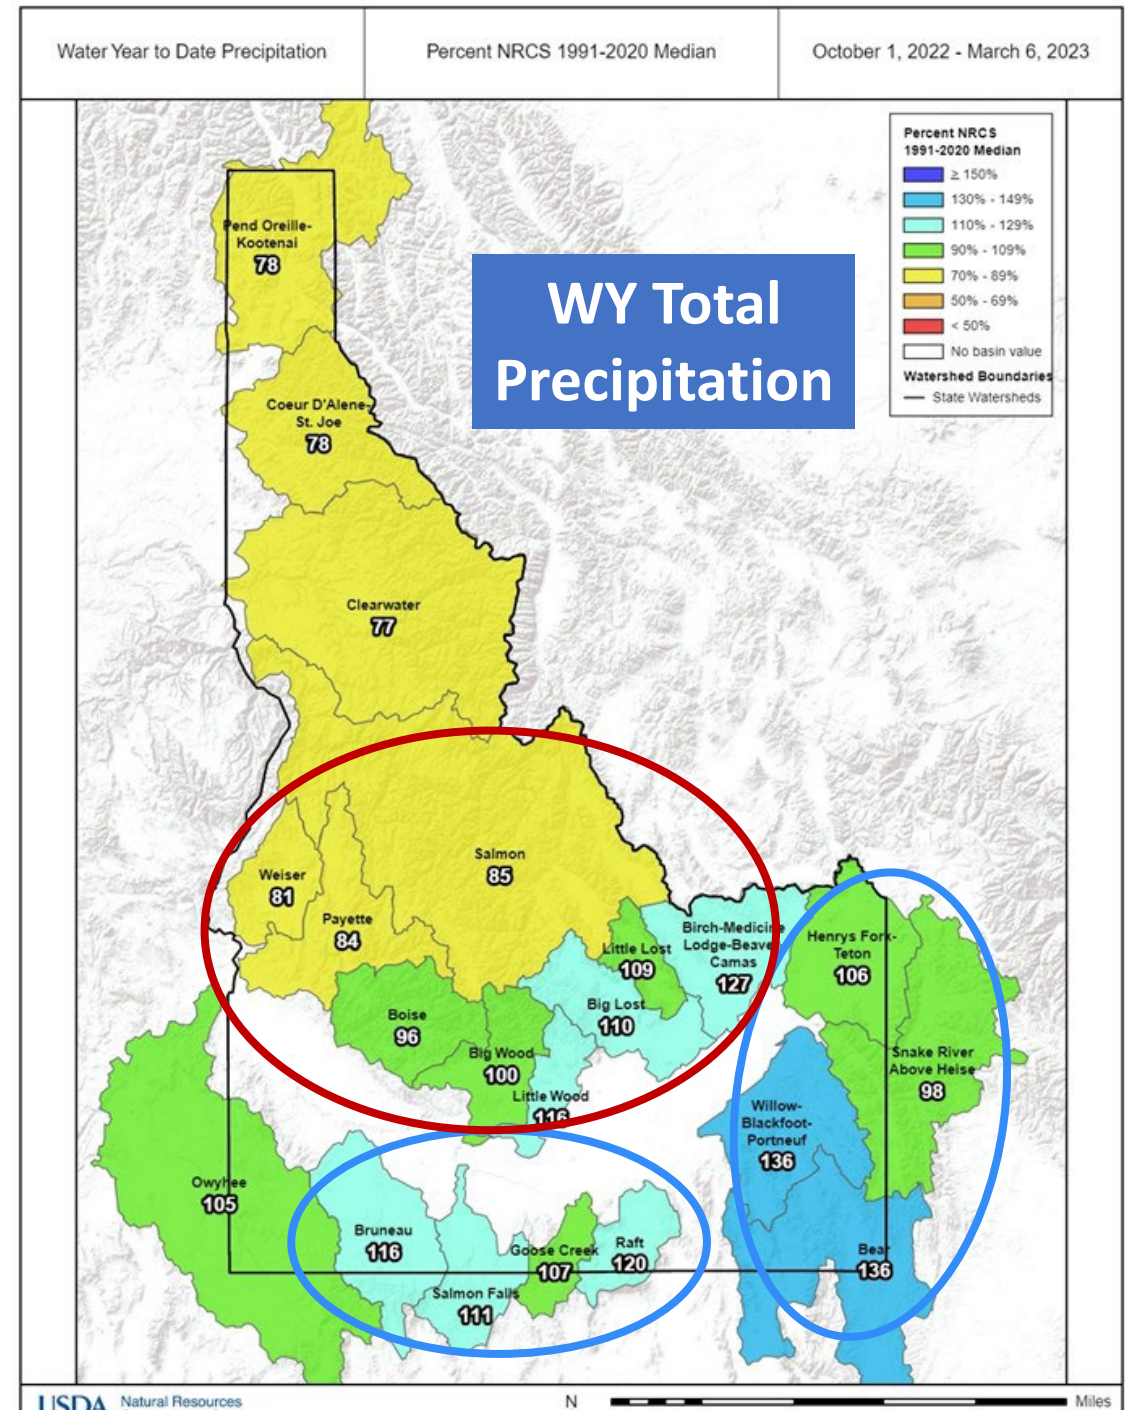 Water Year to Date Precipitation
Percent NRCS 1991-2020 Median
October 1, 2022 - March 6, 2023
Percent NRCS
1991-2020 Median
≥ 150%
130% - 149%
110% - 129%
90% - 109%
70% - 89%
50% - 69%
< 50%
No basin value
Watershed Boundaries
State Watersheds
WY Total
Precipitation
Pend Oreille-
Kootenai
78
Coeur D'Alene-
St. Joe
78
Clearwater
77
Salmon
85
Weiser
81
Payette
84
Little Lost
109
Birch-Medicine
Lodge-Beaver
Camas
127
Henrys Fork-
Teton
106
Big Lost
110
Boise
96
Big Wood
100
Little Wood
116
Snake River
Above Heise
98
Willow-
Blackfoot-
Portneuf
136
Owyhee
105
Bruneau
116
Goose Creek
107
Raft
120
Salmon Falls
111
Bear
136
USDA
Natural Resources
N
Miles